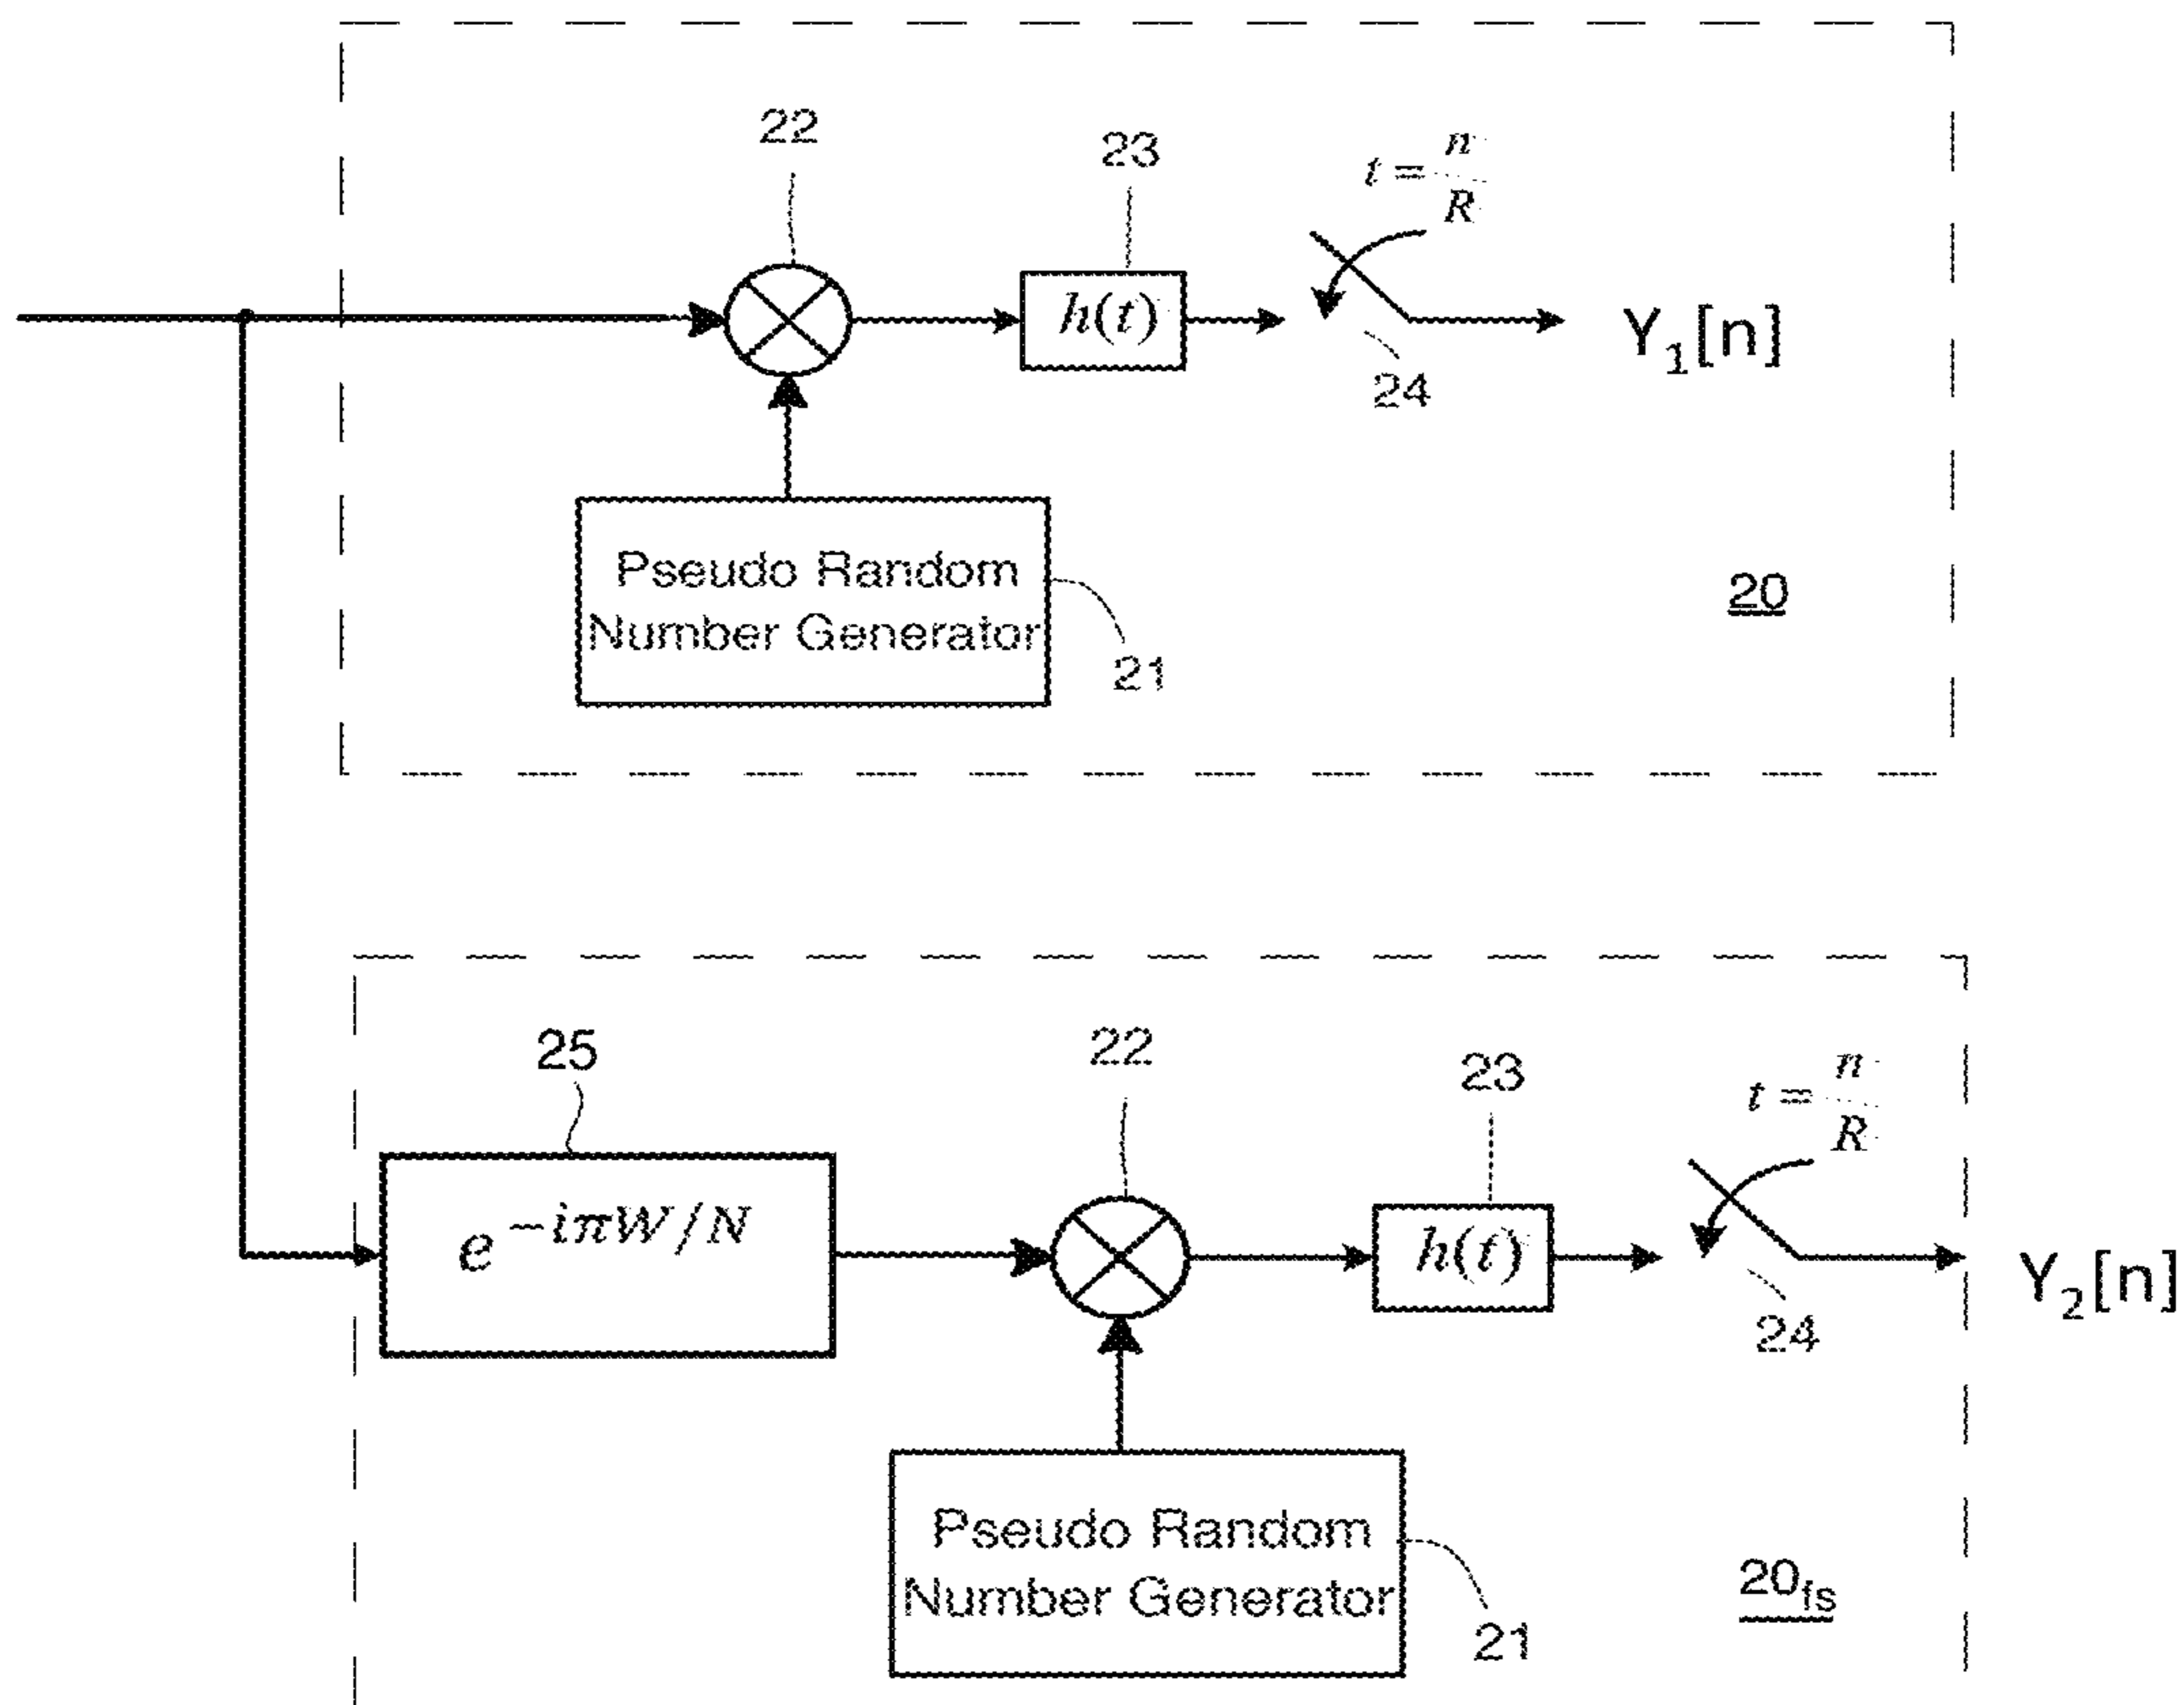 22
23
t = n/R
h(t)
Y₁[n]
24
Pseudo Random
Number Generator
20
21
25
22
23
t = n/R
e^{-iπW/N}
h(t)
Y₂[n]
24
Pseudo Random
Number Generator
20fs
21